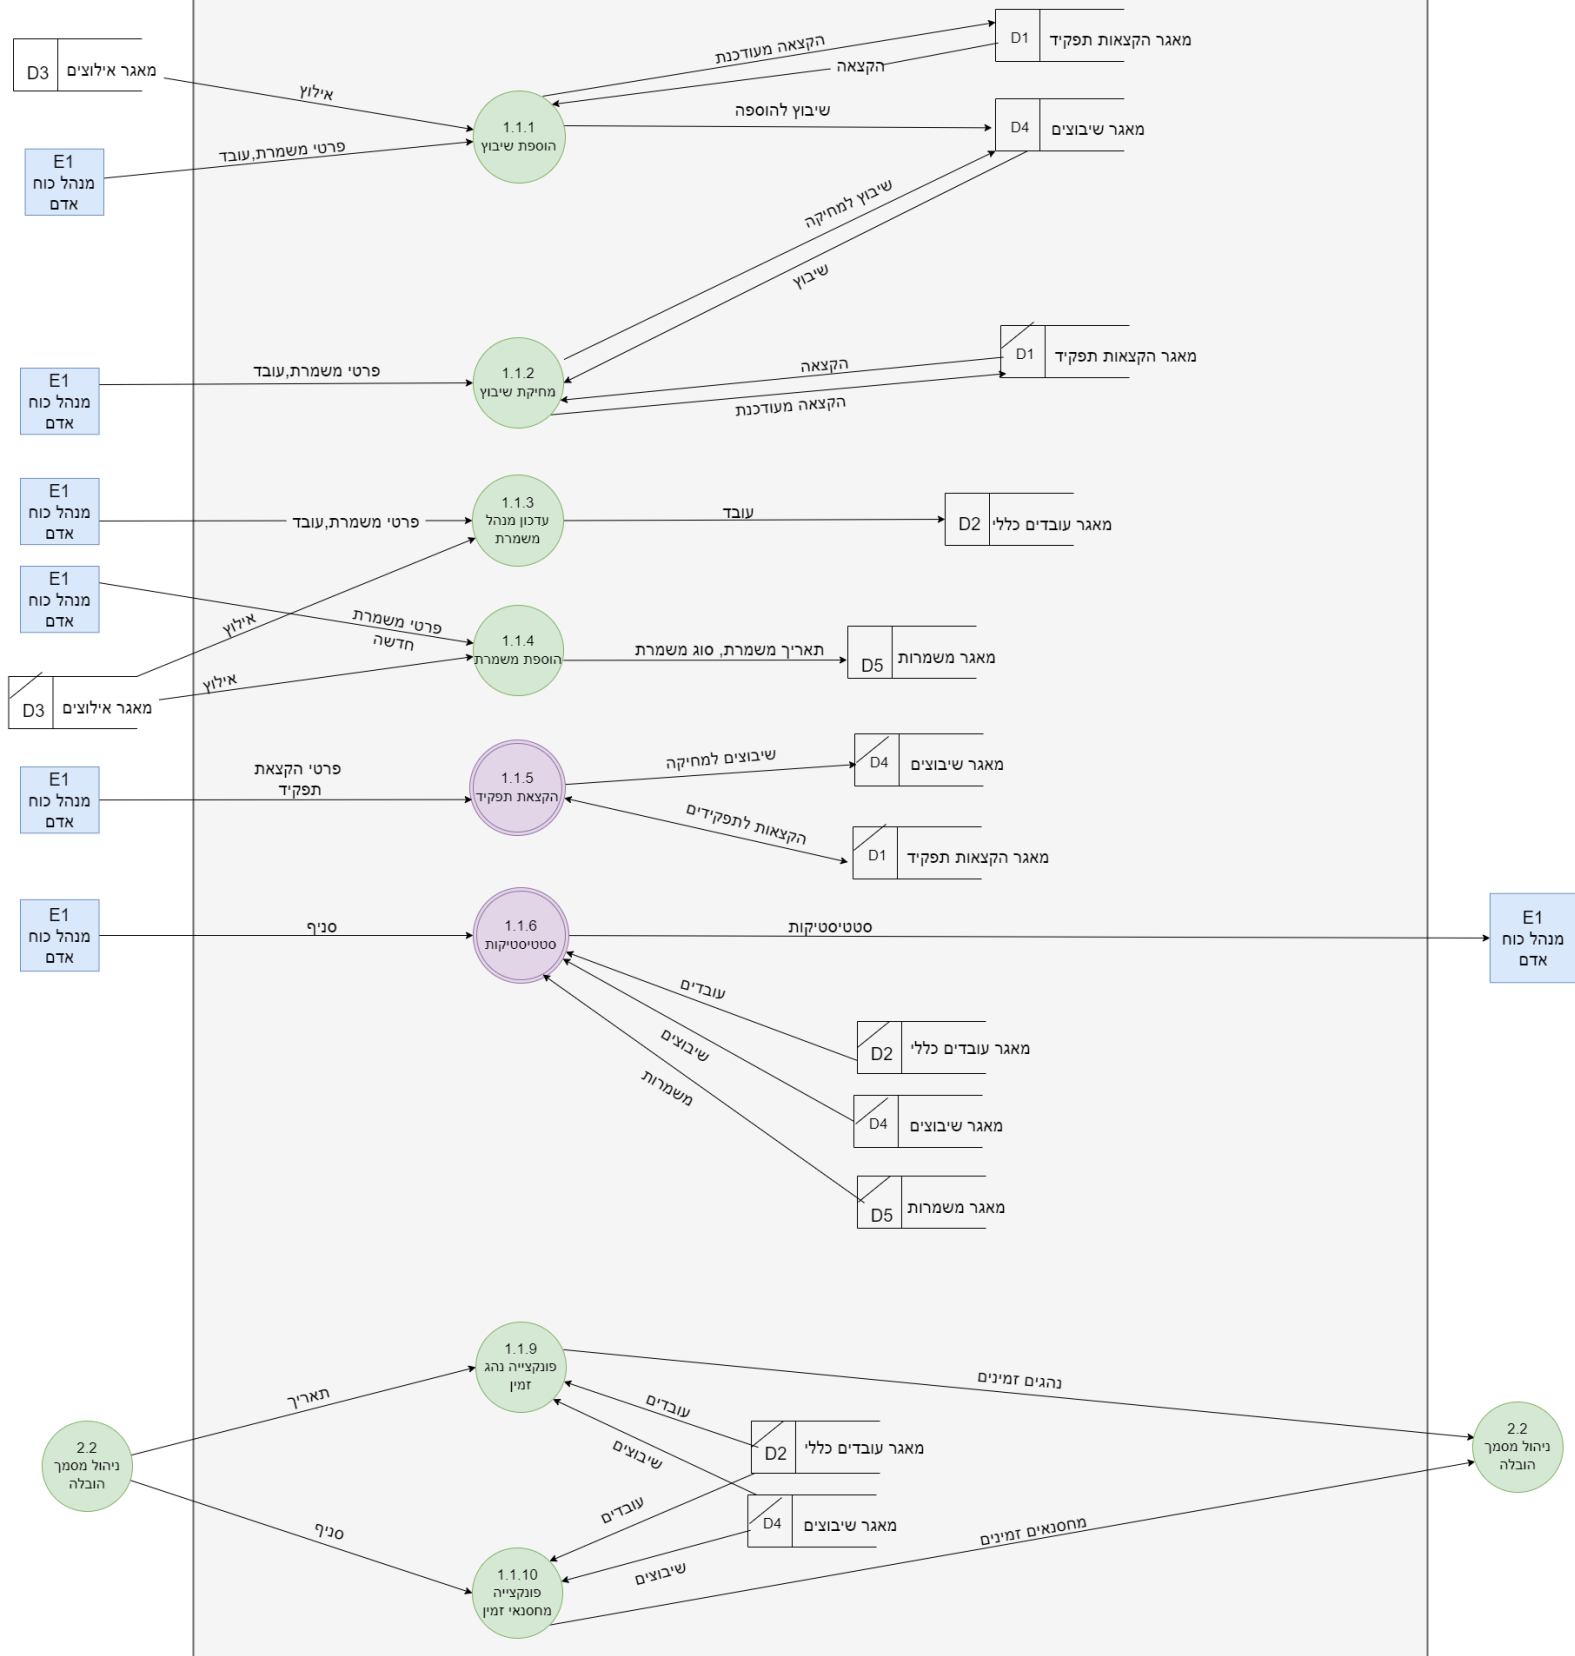 הקצאה מעודכנת
D1
מאגר הקצאות תפקיד
הקצאה
D3
מאגר אילוצים
אילוץ
1.1.1
הוספת שיבוץ
שיבוץ להוספה
D4
מאגר שיבוצים
E1
מנהל כוח
אדם
פרטי משמרת,עובד
שיבוץ למחיקה
שיבוץ
E1
מנהל כוח
אדם
פרטי משמרת,עובד
1.1.2
מחיקת שיבוץ
הקצאה
הקצאה מעודכנת
D1
מאגר הקצאות תפקיד
E1
מנהל כוח
אדם
פרטי משמרת,עובד
1.1.3
עדכון מנהל
משמרת
עובד
D2
מאגר עובדים כללי
E1
מנהל כוח
אדם
פרטי משמרת
חדשה
אילוץ
1.1.4
הוספת משמרת
תאריך משמרת, סוג משמרת
D5
מאגר משמרות
D3
מאגר אילוצים
אילוץ
E1
מנהל כוח
אדם
פרטי הקצאת
תפקיד
1.1.5
הקצאת תפקיד
שיבוצים למחיקה
D4
מאגר שיבוצים
הקצאות לתפקידים
D1
מאגר הקצאות תפקיד
E1
מנהל כוח
אדם
סניף
1.1.6
סטטיסטיקות
סטטיסטיקות
E1
מנהל כוח
אדם
עובדים
D2
מאגר עובדים כללי
שיבוצים
D4
מאגר שיבוצים
משמרות
D5
מאגר משמרות
1.1.9
פונקצייה נהג
זמין
נהגים זמינים
תאריך
עובדים
D2
מאגר עובדים כללי
שיבוצים
2.2
ניהול מסמך
הובלה
2.2
ניהול מסמך
הובלה
עובדים
D4
מאגר שיבוצים
סניף
מחסנאים זמינים
שיבוצים
1.1.10
פונקצייה
מחסנאי זמין